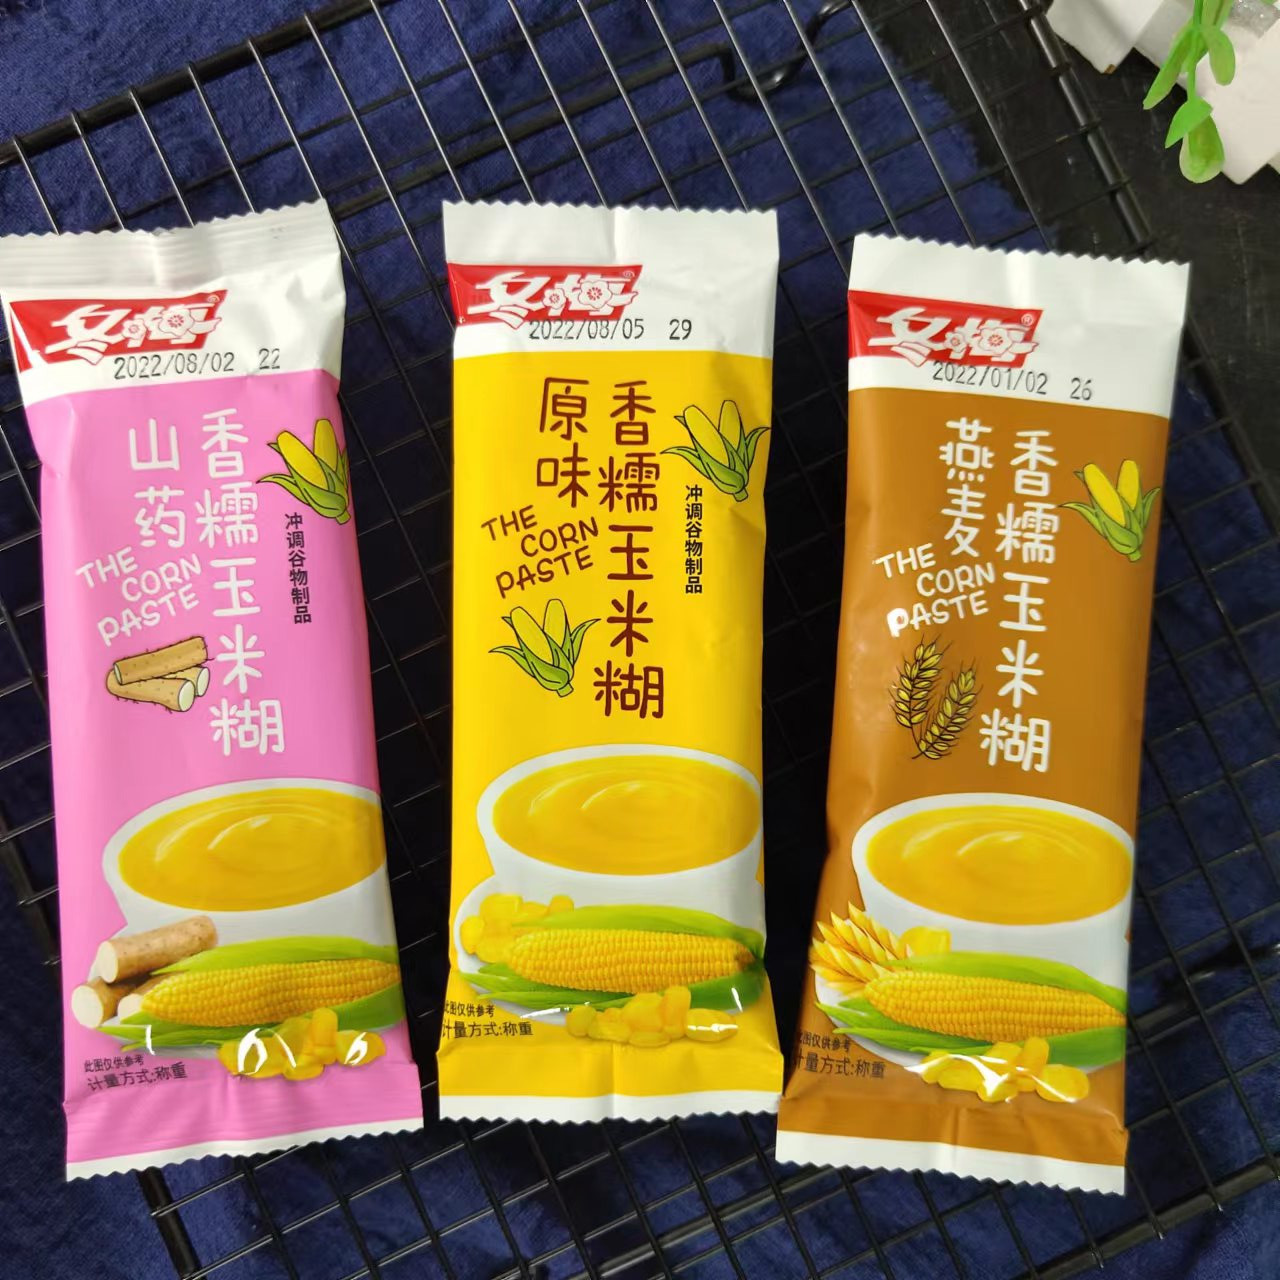 冬梅®
2022/08/02 22
香糯玉米糊
山药
THE
CORN
PASTE
冲调谷物制品
此图仅供参考
计量方式:称重
冬梅®
2022/08/05 29
香糯玉米糊
原味
THE
CORN
PASTE
冲调谷物制品
此图仅供参考
计量方式:称重
冬梅®
2022/01/02 26
香糯玉米糊
燕麦
THE
CORN
PASTE
此图仅供参考
计量方式:称重